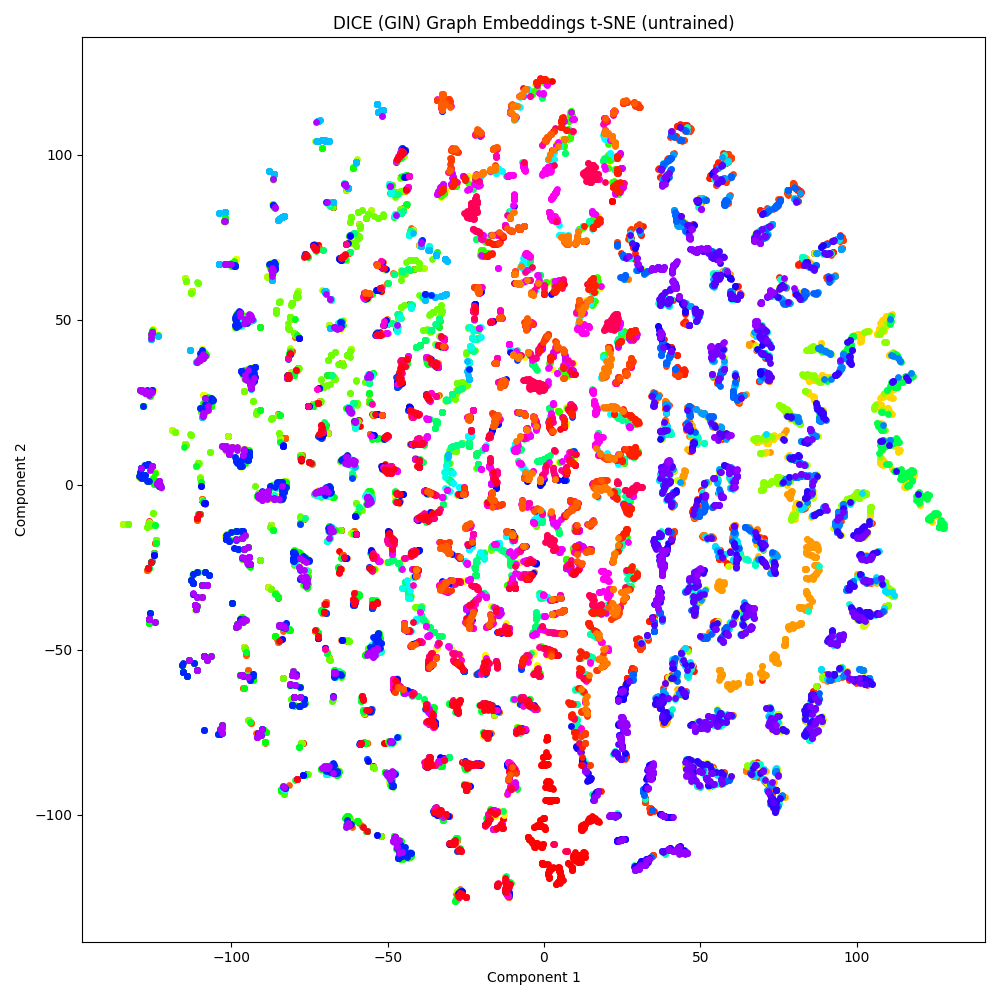 DICE (GIN) Graph Embeddings t-SNE (untrained)
100
50
0
−50
−100
Component 2
−100 −50 0 50 100
Component 1